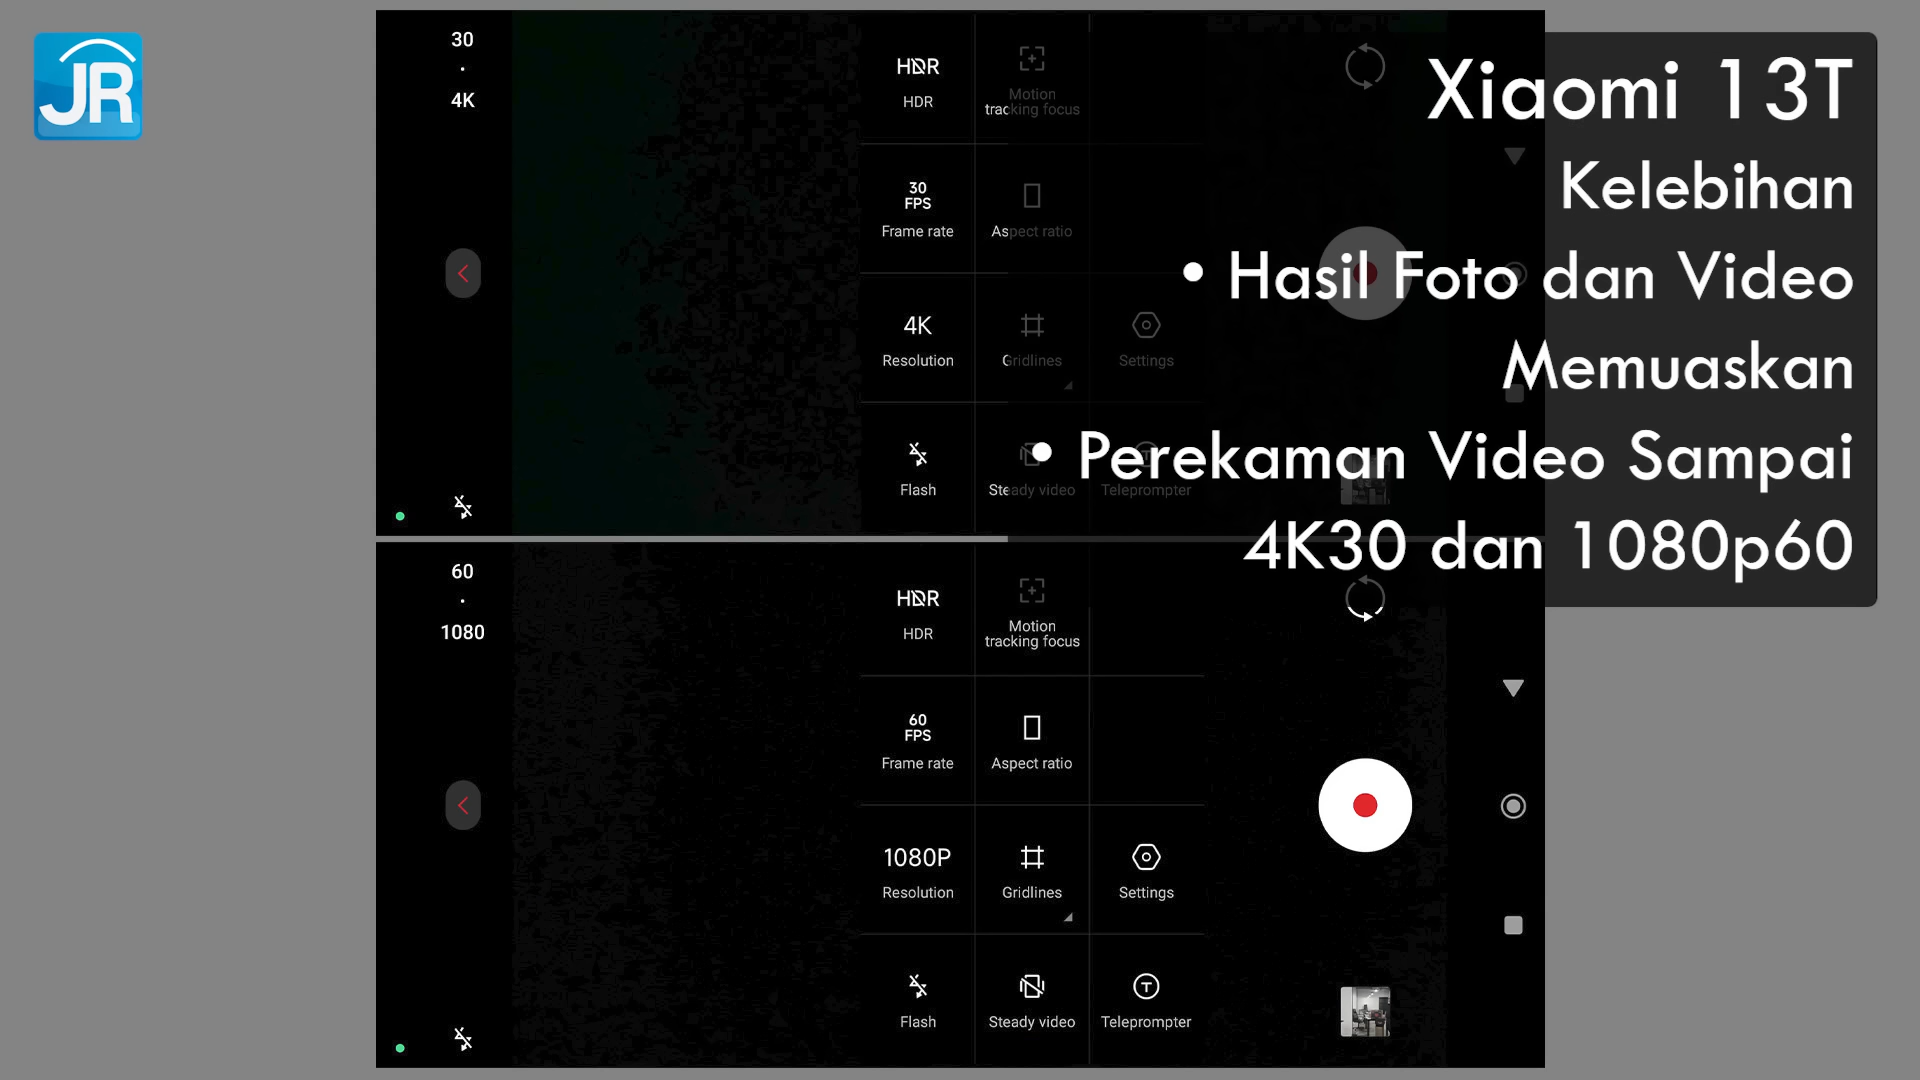 JR
Xiaomi 13T
Kelebihan
• Hasil Foto dan Video
Memuaskan
• Perekaman Video Sampai
4K30 dan 1080p60
30
4K
HDR
HDR
Motion
tracking focus
30
FPS
Frame rate
Aspect ratio
4K
Resolution
Gridlines
Settings
Flash
Steady video
T
Teleprompter
60
1080
HDR
HDR
Motion
tracking focus
60
FPS
Frame rate
Aspect ratio
1080P
Resolution
Gridlines
Settings
Flash
Steady video
T
Teleprompter